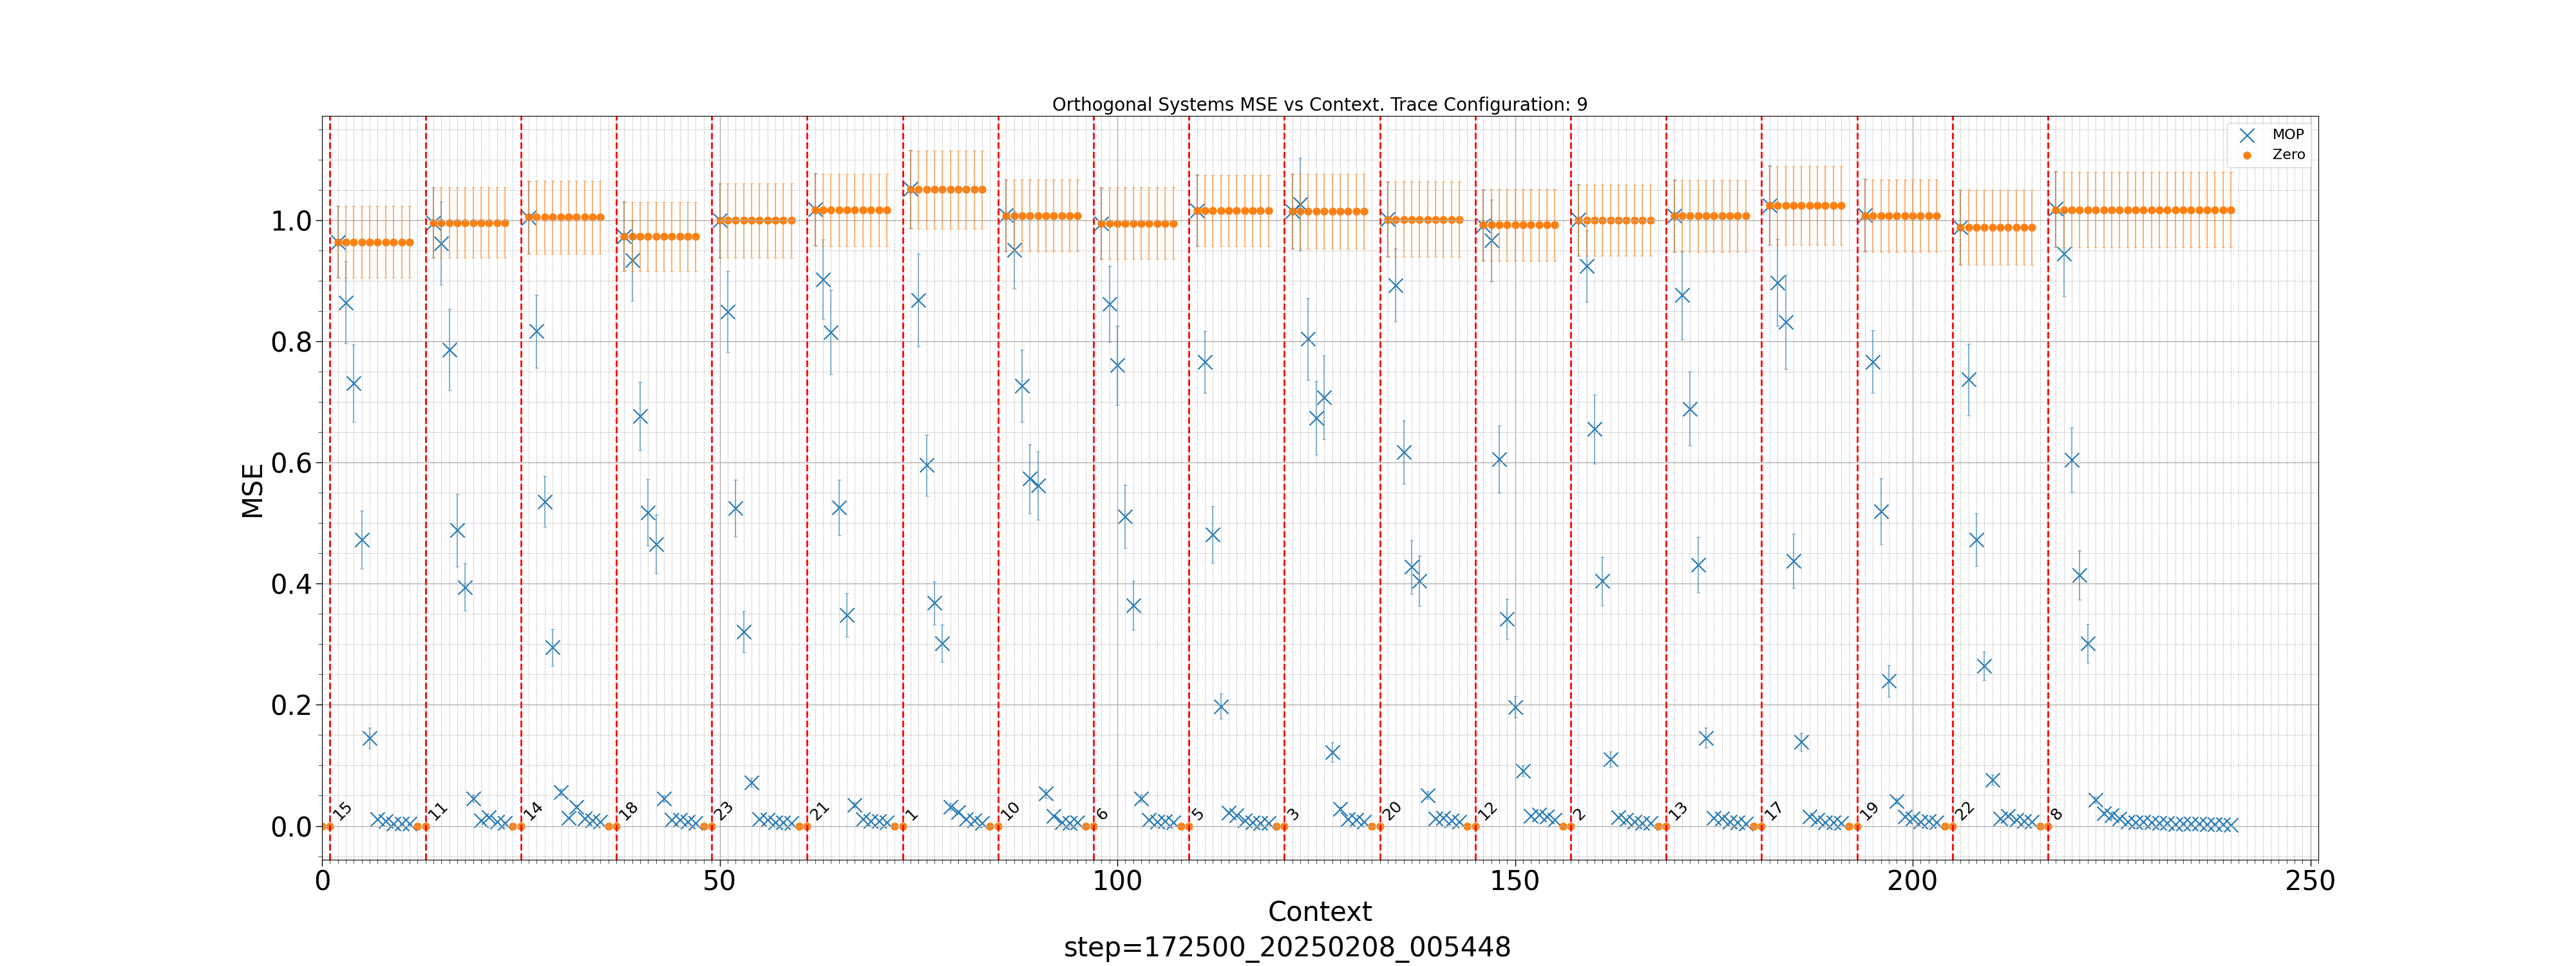 Orthogonal Systems MSE vs Context. Trace Configuration: 9
MOP
Zero
MSE
1.0
0.8
0.6
0.4
0.2
0.0
15 11 14 18 23 21 1 10 6 5 3 20 12 2 13 17 19 22 8
0 50 100 150 200 250
Context
step=172500_20250208_005448